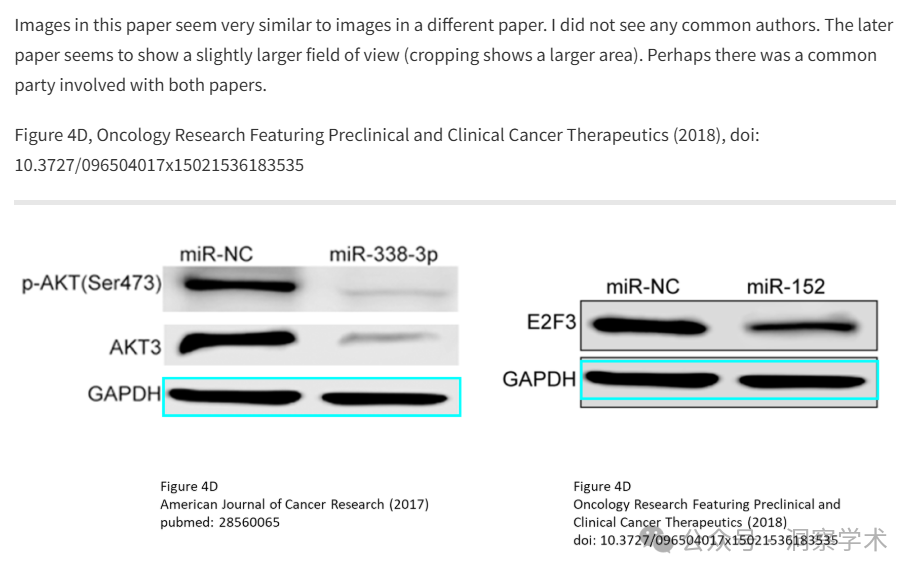 Images in this paper seem very similar to images in a different paper. I did not see any common authors. The later
paper seems to show a slightly larger field of view (cropping shows a larger area). Perhaps there was a common
party involved with both papers.
Figure 4D, Oncology Research Featuring Preclinical and Clinical Cancer Therapeutics (2018), doi:
10.3727/096504017x15021536183535
miR-NC miR-338-3p
p-AKT(Ser473)
AKT3
GAPDH
miR-NC miR-152
E2F3
GAPDH
Figure 4D
American Journal of Cancer Research (2017)
pubmed: 28560065
Figure 4D
Oncology Research Featuring Preclinical and
Clinical Cancer Therapeutics (2018)
doi: 10.3727/096504017x15021536183535
公众号 · 洞察学术